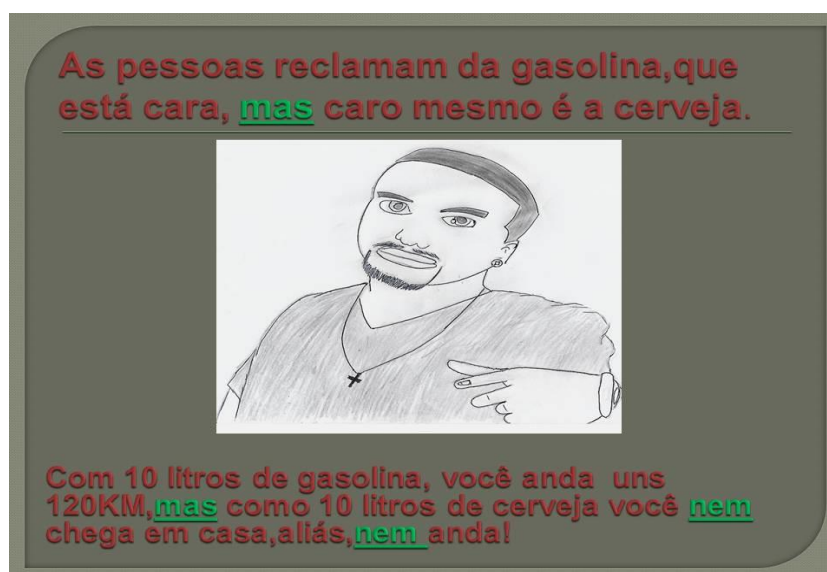 As pessoas reclamam da gasolina,que
está cara, mas caro mesmo é a cerveja.
Com 10 litros de gasolina, você anda uns
120KM,mas como 10 litros de cerveja você nem
chega em casa,aliás,nem anda!